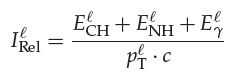 I^ℓ_Rel = (E^ℓ_CH + E^ℓ_NH + E^ℓ_γ) / (p^ℓ_T · c)